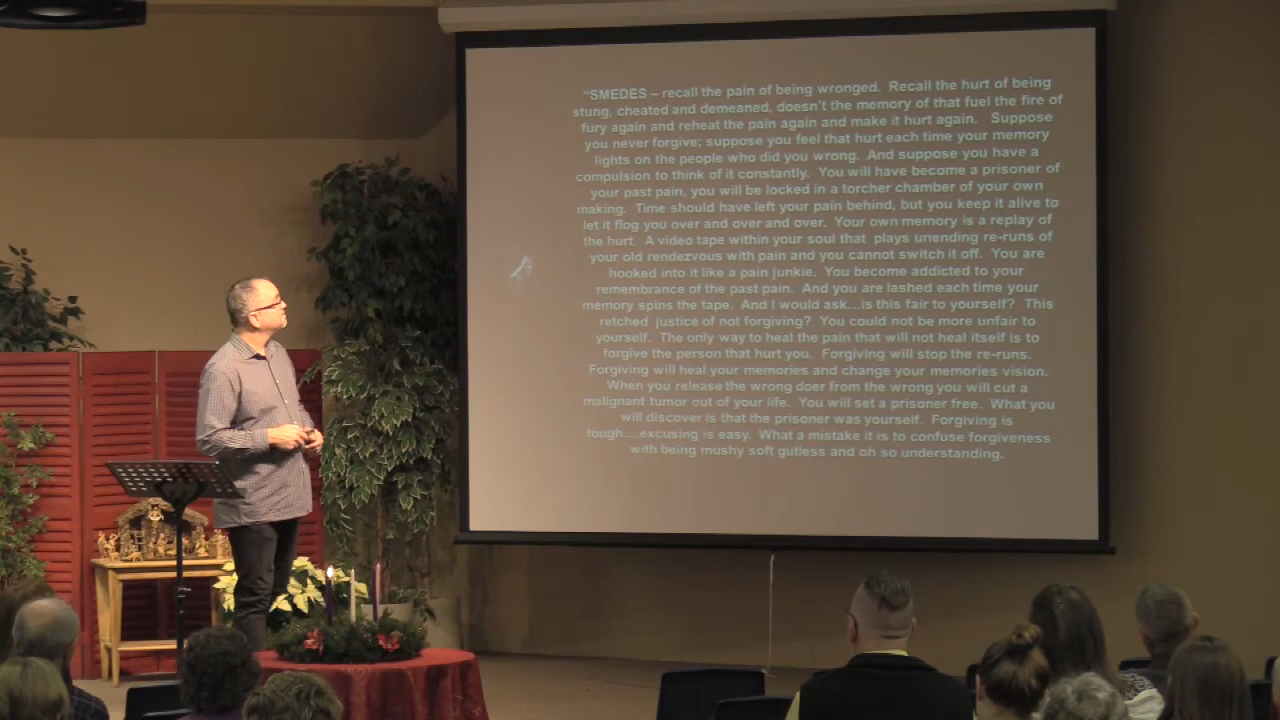 “SMEDES – recall the pain of being wronged. Recall the hurt of being
stung, cheated and demeaned, doesn't the memory of that fuel the fire of
fury again and reheat the pain again and make it hurt again. Suppose
you never forgive; suppose you feel that hurt each time your memory
lights on the people who did you wrong. And suppose you have a
compulsion to think of it constantly. You will have become a prisoner of
your past pain, you will be locked in a torcher chamber of your own
making. Time should have left your pain behind, but you keep it alive to
let it flog you over and over and over. Your own memory is a replay of
the hurt. A video tape within your soul that plays unending re-runs of
your old rendezvous with pain and you cannot switch it off. You are
hooked into it like a pain junkie. You become addicted to your
remembrance of the past pain. And you are lashed each time your
memory spins the tape. And I would ask...is this fair to yourself? This
retched justice of not forgiving? You could not be more unfair to
yourself. The only way to heal the pain that will not heal itself is to
forgive the person that hurt you. Forgiving will stop the re-runs.
Forgiving will heal your memories and change your memories vision.
When you release the wrong doer from the wrong you will cut a
malignant tumor out of your life. You will set a prisoner free. What you
will discover is that the prisoner was yourself. Forgiving is
tough....excusing is easy. What a mistake it is to confuse forgiveness
with being mushy soft gutless and oh so understanding.